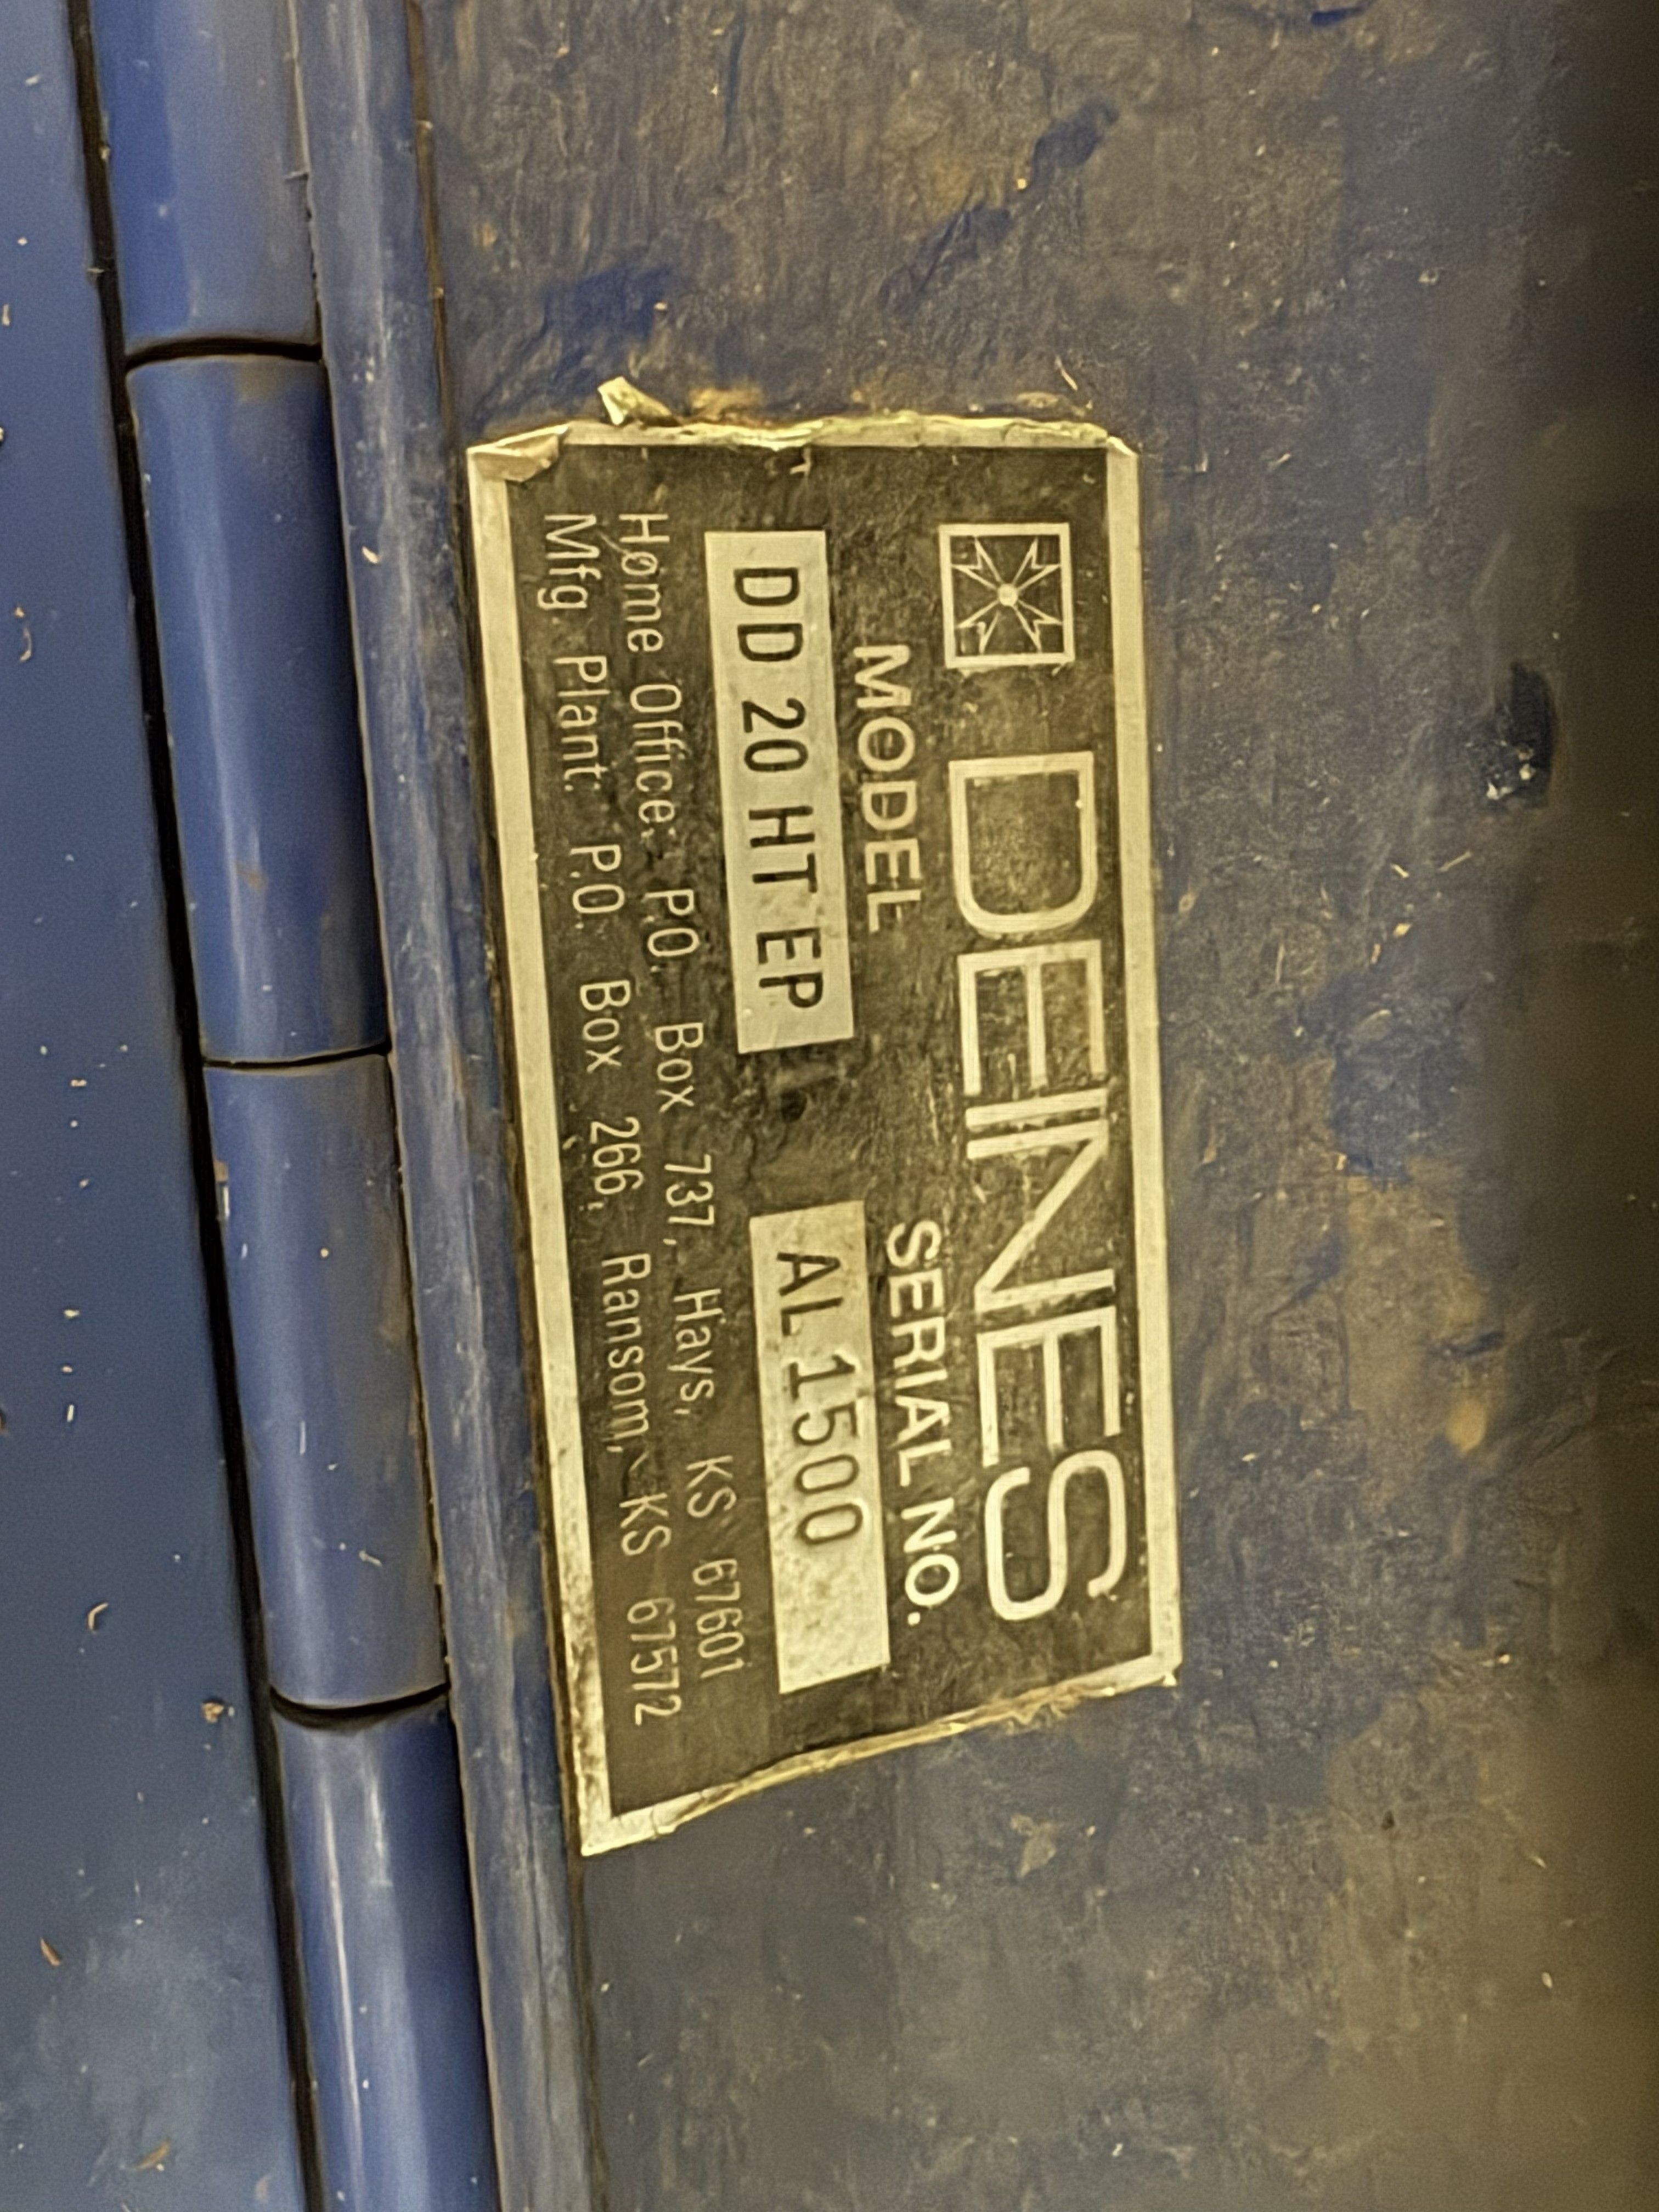 DEINES
MODEL SERIAL NO.
DD 20 HT EP AL 1500
Home Office: P.O. Box 737, Hays, KS 67601
Mfg. Plant: P.O. Box 266, Ransom, KS 67572